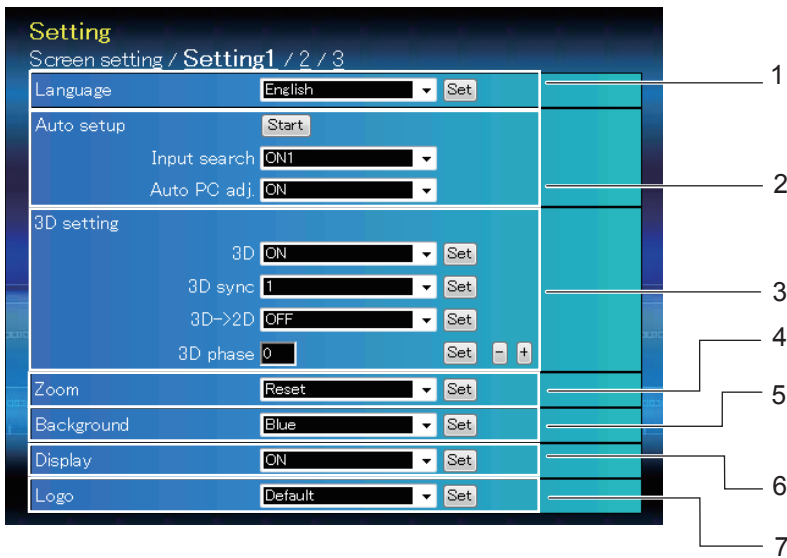 Setting
Screen setting / Setting1 / 2 / 3
Language English Set 1
Auto setup Start
Input search ON1
Auto PC adj. ON 2
3D setting
3D ON Set
3D sync 1 Set 3
3D->2D OFF Set
3D phase 0 Set - + 4
Zoom Reset Set
Background Blue Set 5
Display ON Set 6
Logo Default Set 7